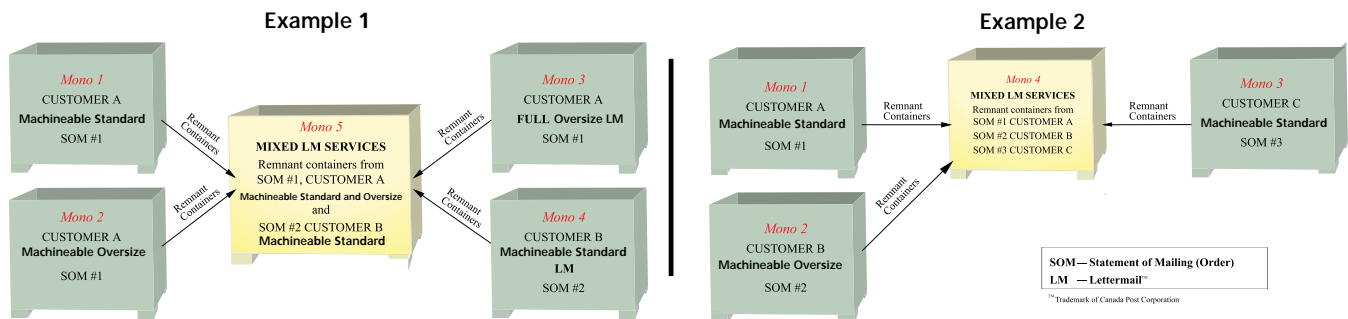 Example 1
Mono 1
CUSTOMER A
Machineable Standard
SOM #1
Remnant
Containers
Mono 2
CUSTOMER A
Machineable Oversize
SOM #1
Remnant
Containers
Mono 5
MIXED LM SERVICES
Remnant containers from
SOM #1, CUSTOMER A
Machineable Standard and Oversize
and
SOM #2 CUSTOMER B
Machineable Standard
Mono 3
CUSTOMER A
FULL Oversize LM
SOM #1
Remnant
Containers
Mono 4
CUSTOMER B
Machineable Standard
LM
SOM #2
Remnant
Containers
Example 2
Mono 1
CUSTOMER A
Machineable Standard
SOM #1
Remnant
Containers
Mono 2
CUSTOMER B
Machineable Oversize
SOM #2
Remnant
Containers
Mono 4
MIXED LM SERVICES
Remnant containers from
SOM #1 CUSTOMER A
SOM #2 CUSTOMER B
SOM #3 CUSTOMER C
Remnant
Containers
Mono 3
CUSTOMER C
Machineable Standard
SOM #3
SOM — Statement of Mailing (Order)
LM — Lettermail™
™ Trademark of Canada Post Corporation